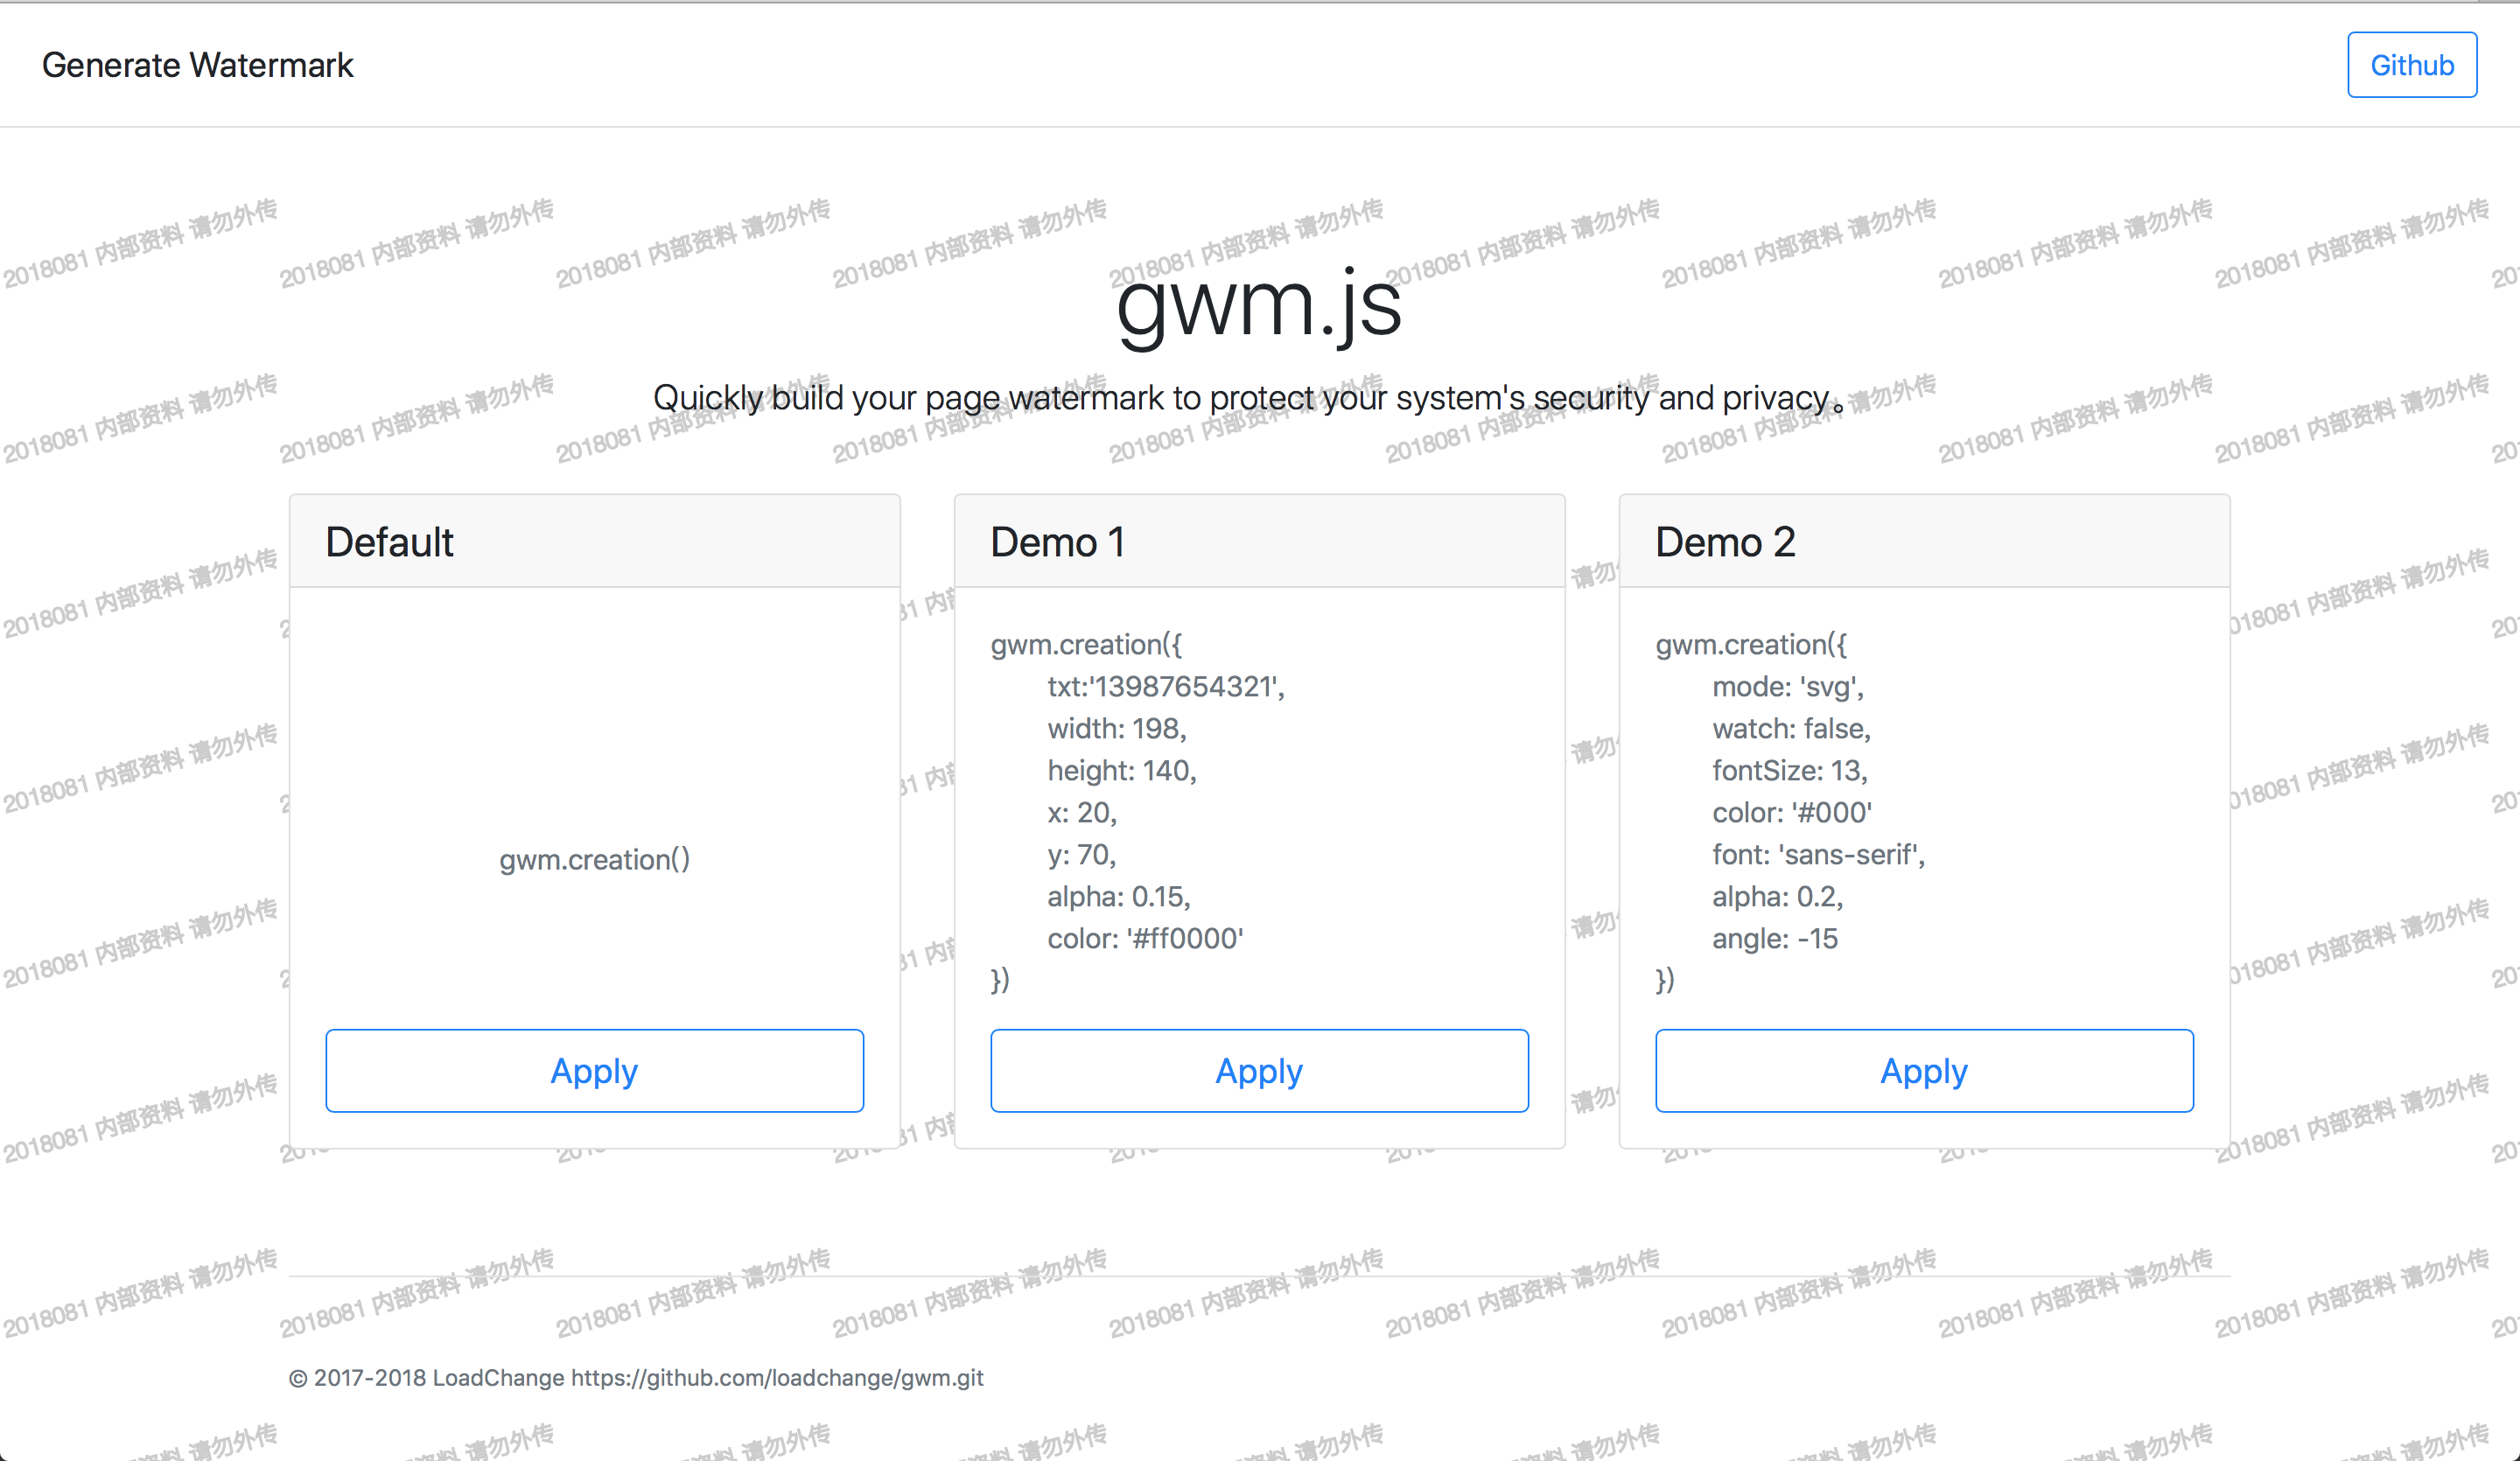 Generate Watermark
Github
2018081 内部资料 请勿外传
gwm.js
Quickly build your page watermark to protect your system's security and privacy。
Default
gwm.creation()
Apply
Demo 1
gwm.creation({
txt:'13987654321',
width: 198,
height: 140,
x: 20,
y: 70,
alpha: 0.15,
color: '#ff0000'
})
Apply
Demo 2
gwm.creation({
mode: 'svg',
watch: false,
fontSize: 13,
color: '#000'
font: 'sans-serif',
alpha: 0.2,
angle: -15
})
Apply
© 2017-2018 LoadChange https://github.com/loadchange/gwm.git